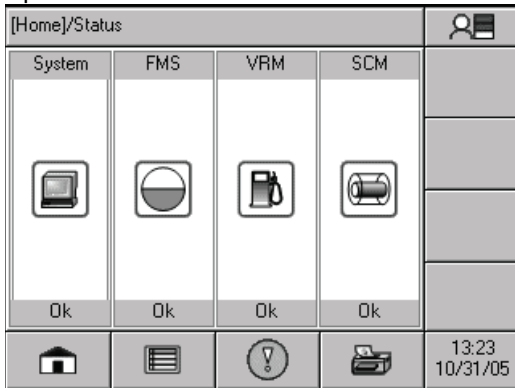 [Home]/Status
System FMS VRM SCM
Ok Ok Ok Ok
13:23
10/31/05